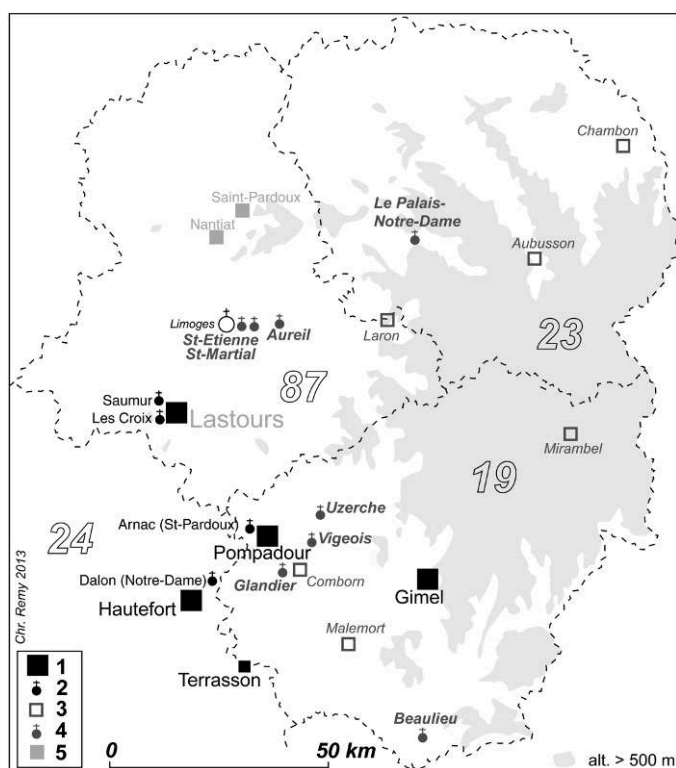 Chambon
Saint-Pardoux
Nantiat
Le Palais-
Notre-Dame
Aubusson
Limoges
St-Etienne
St-Martial
Aureil
Laron
23
87
Saumur
Les Croix
Lastours
Mirambel
19
24
Arnac (St-Pardoux)
Uzerche
Pompadour
Vigeois
Dalon (Notre-Dame)
Glandier
Comborn
Hautefort
Gimel
Malemort
Terrasson
Beaulieu
Chr. Remy 2013
1
2
3
4
5
0 50 km
alt. > 500 m